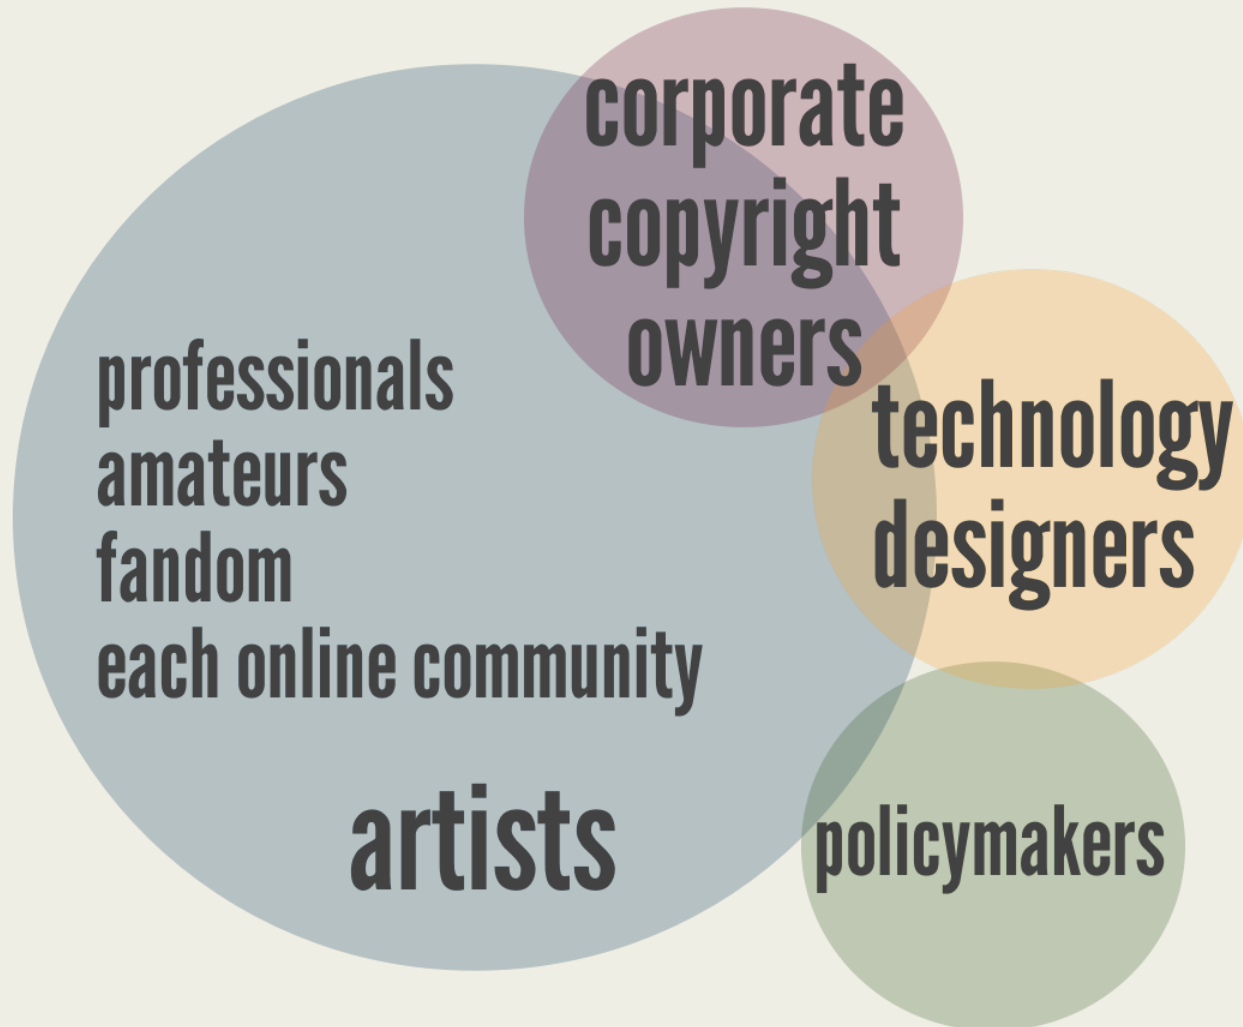 corporate
copyright
owners
professionals
amateurs
fandom
each online community
technology
designers
artists
policymakers